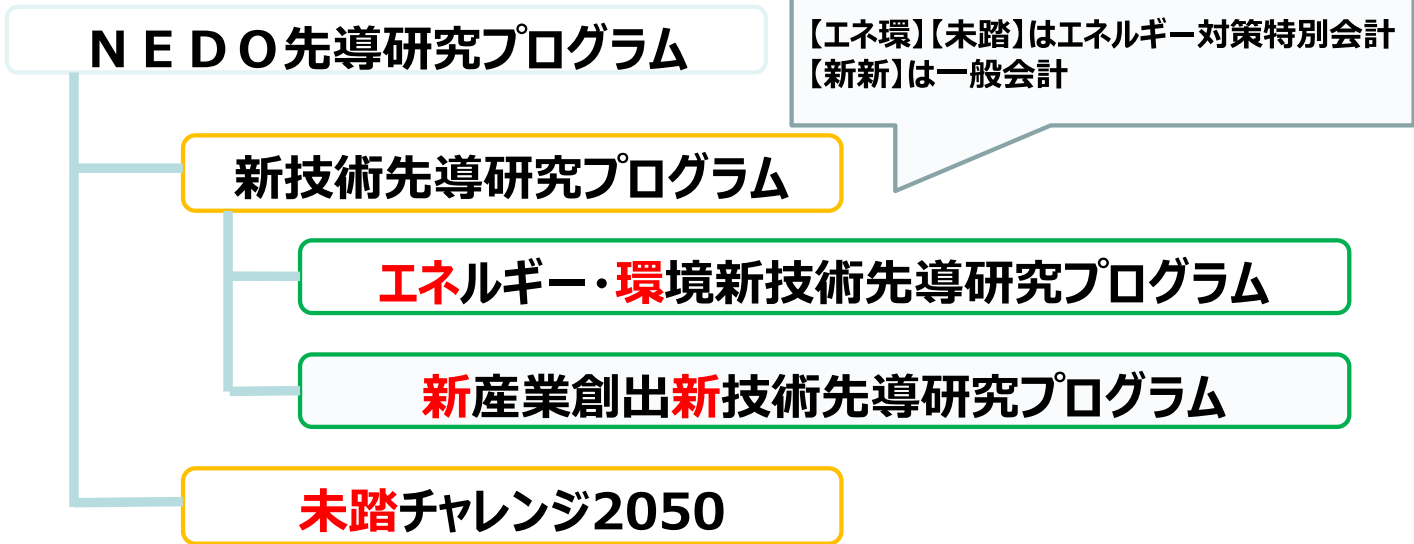 ＮＥＤＯ先導研究プログラム
【エネ環】【未踏】はエネルギー対策特別会計
【新新】は一般会計
新技術先導研究プログラム
エネルギー・環境新技術先導研究プログラム
新産業創出新技術先導研究プログラム
未踏チャレンジ2050